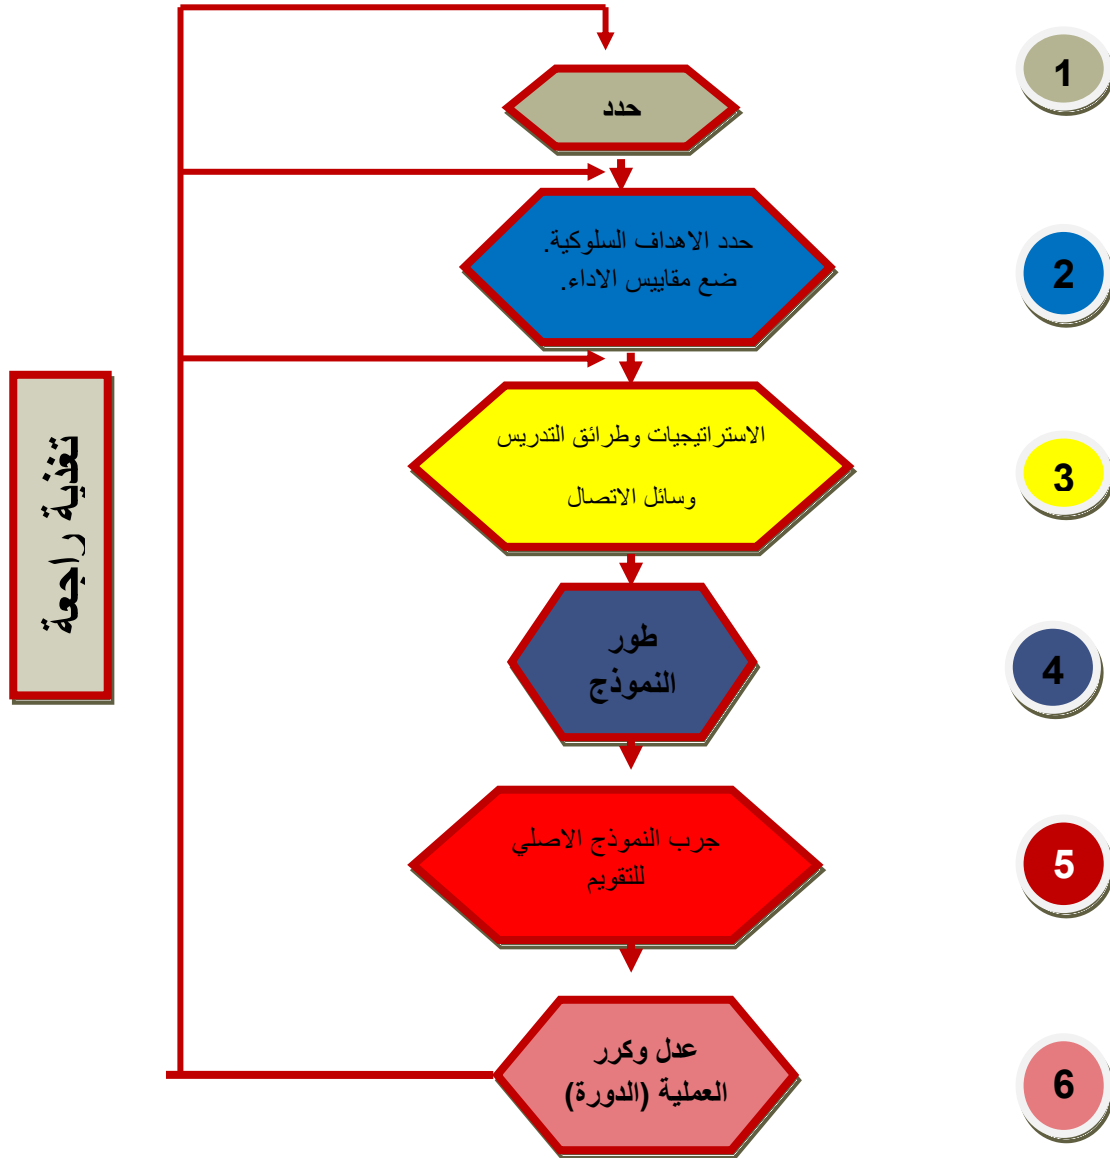 1
حدد
2
حدد الاهداف السلوكية.
ضع مقاييس الاداء.
3
الاستراتيجيات وطرائق التدريس
وسائل الاتصال
تغذية راجعة
4
طور
النموذج
5
جرب النموذج الاصلي
للتقويم
6
عدل وكرر
العملية (الدورة)